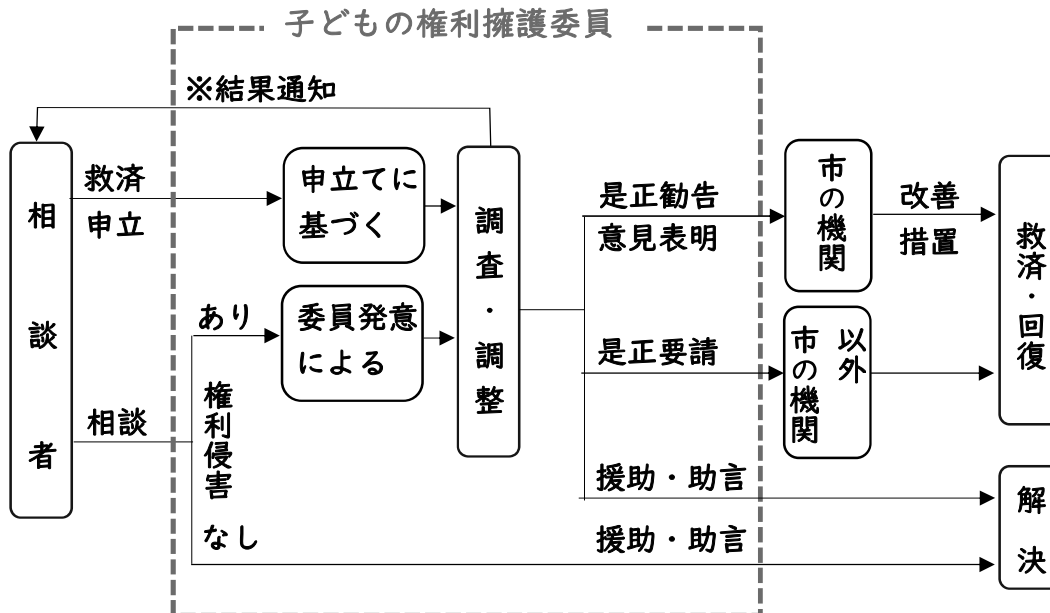 子どもの権利擁護委員
※結果通知
相談者
救済
申立
申立てに
基づく
調査・調整
是正勧告
意見表明
市の機関
改善
措置
救済・回復
あり
委員発意
による
是正要請
市の機関
以外
相談
権利侵害
なし
援助・助言
援助・助言
解決